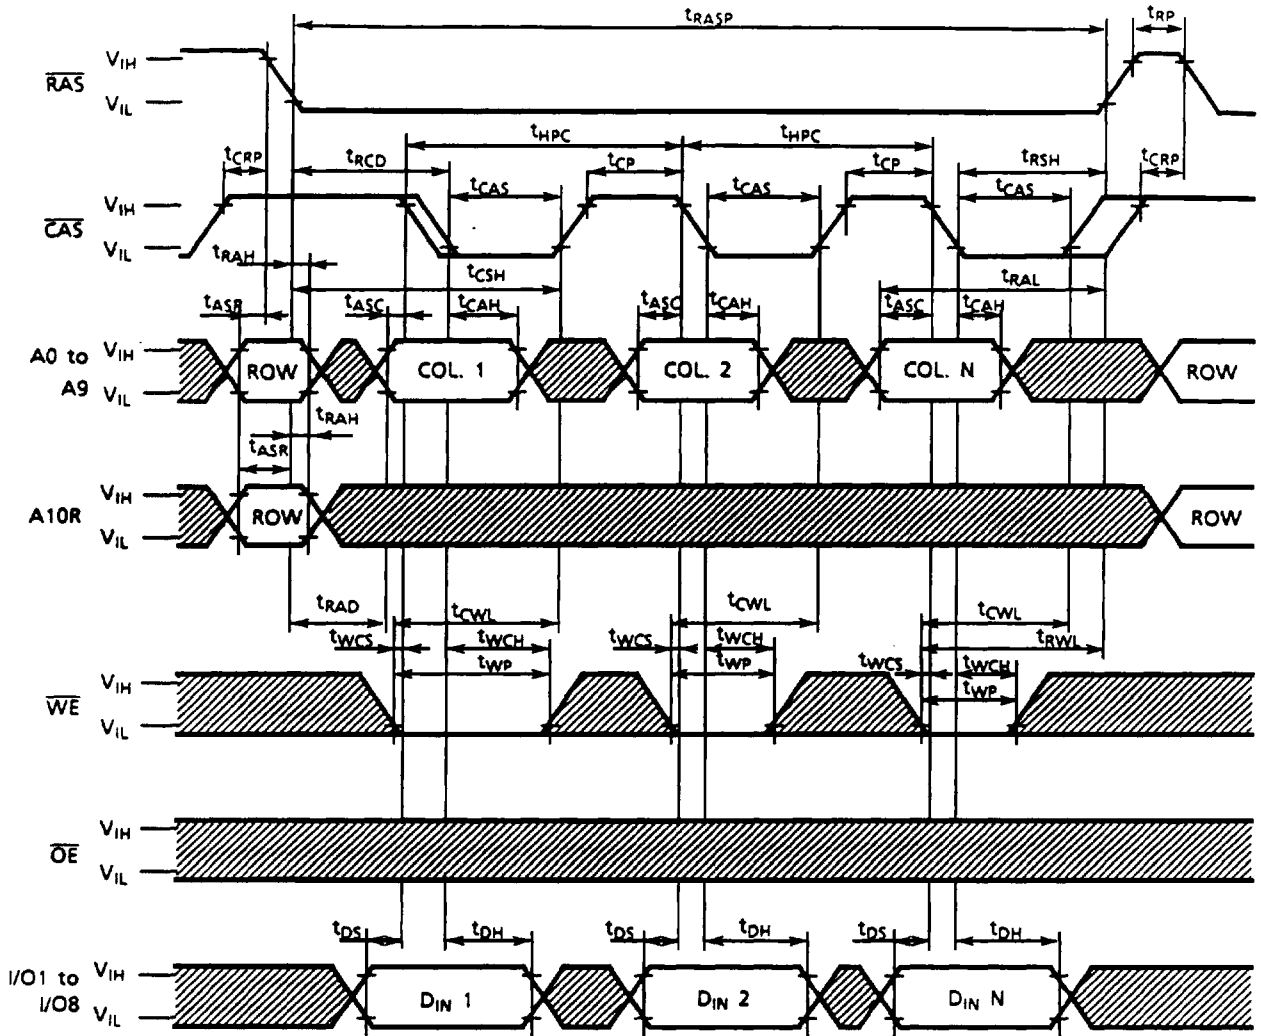 tRASP tRP
RAS VIH
VIL
tHPC tHPC
tCRP tRCD tCP tCP tRSH tCRP
tCAS tCAS tCAS
CAS VIH
VIL
tRAH tCSH tRAL
tASR tASC tCAH tASC tCAH tASC tCAH
A0 to A9 VIH
VIL
ROW COL. 1 COL. 2 COL. N ROW
tRAH
tASR
A10R VIH
VIL
ROW ROW
tRAD tCWL tCWL tCWL
tWCS tWCH tWCS tWCH tRWL
tWP tWP tWCS tWCH
tWP
WE VIH
VIL
OE VIH
VIL
tDS tDH tDS tDH tDS tDH
I/O1 to I/O8 VIH
VIL
DIN 1 DIN 2 DIN N